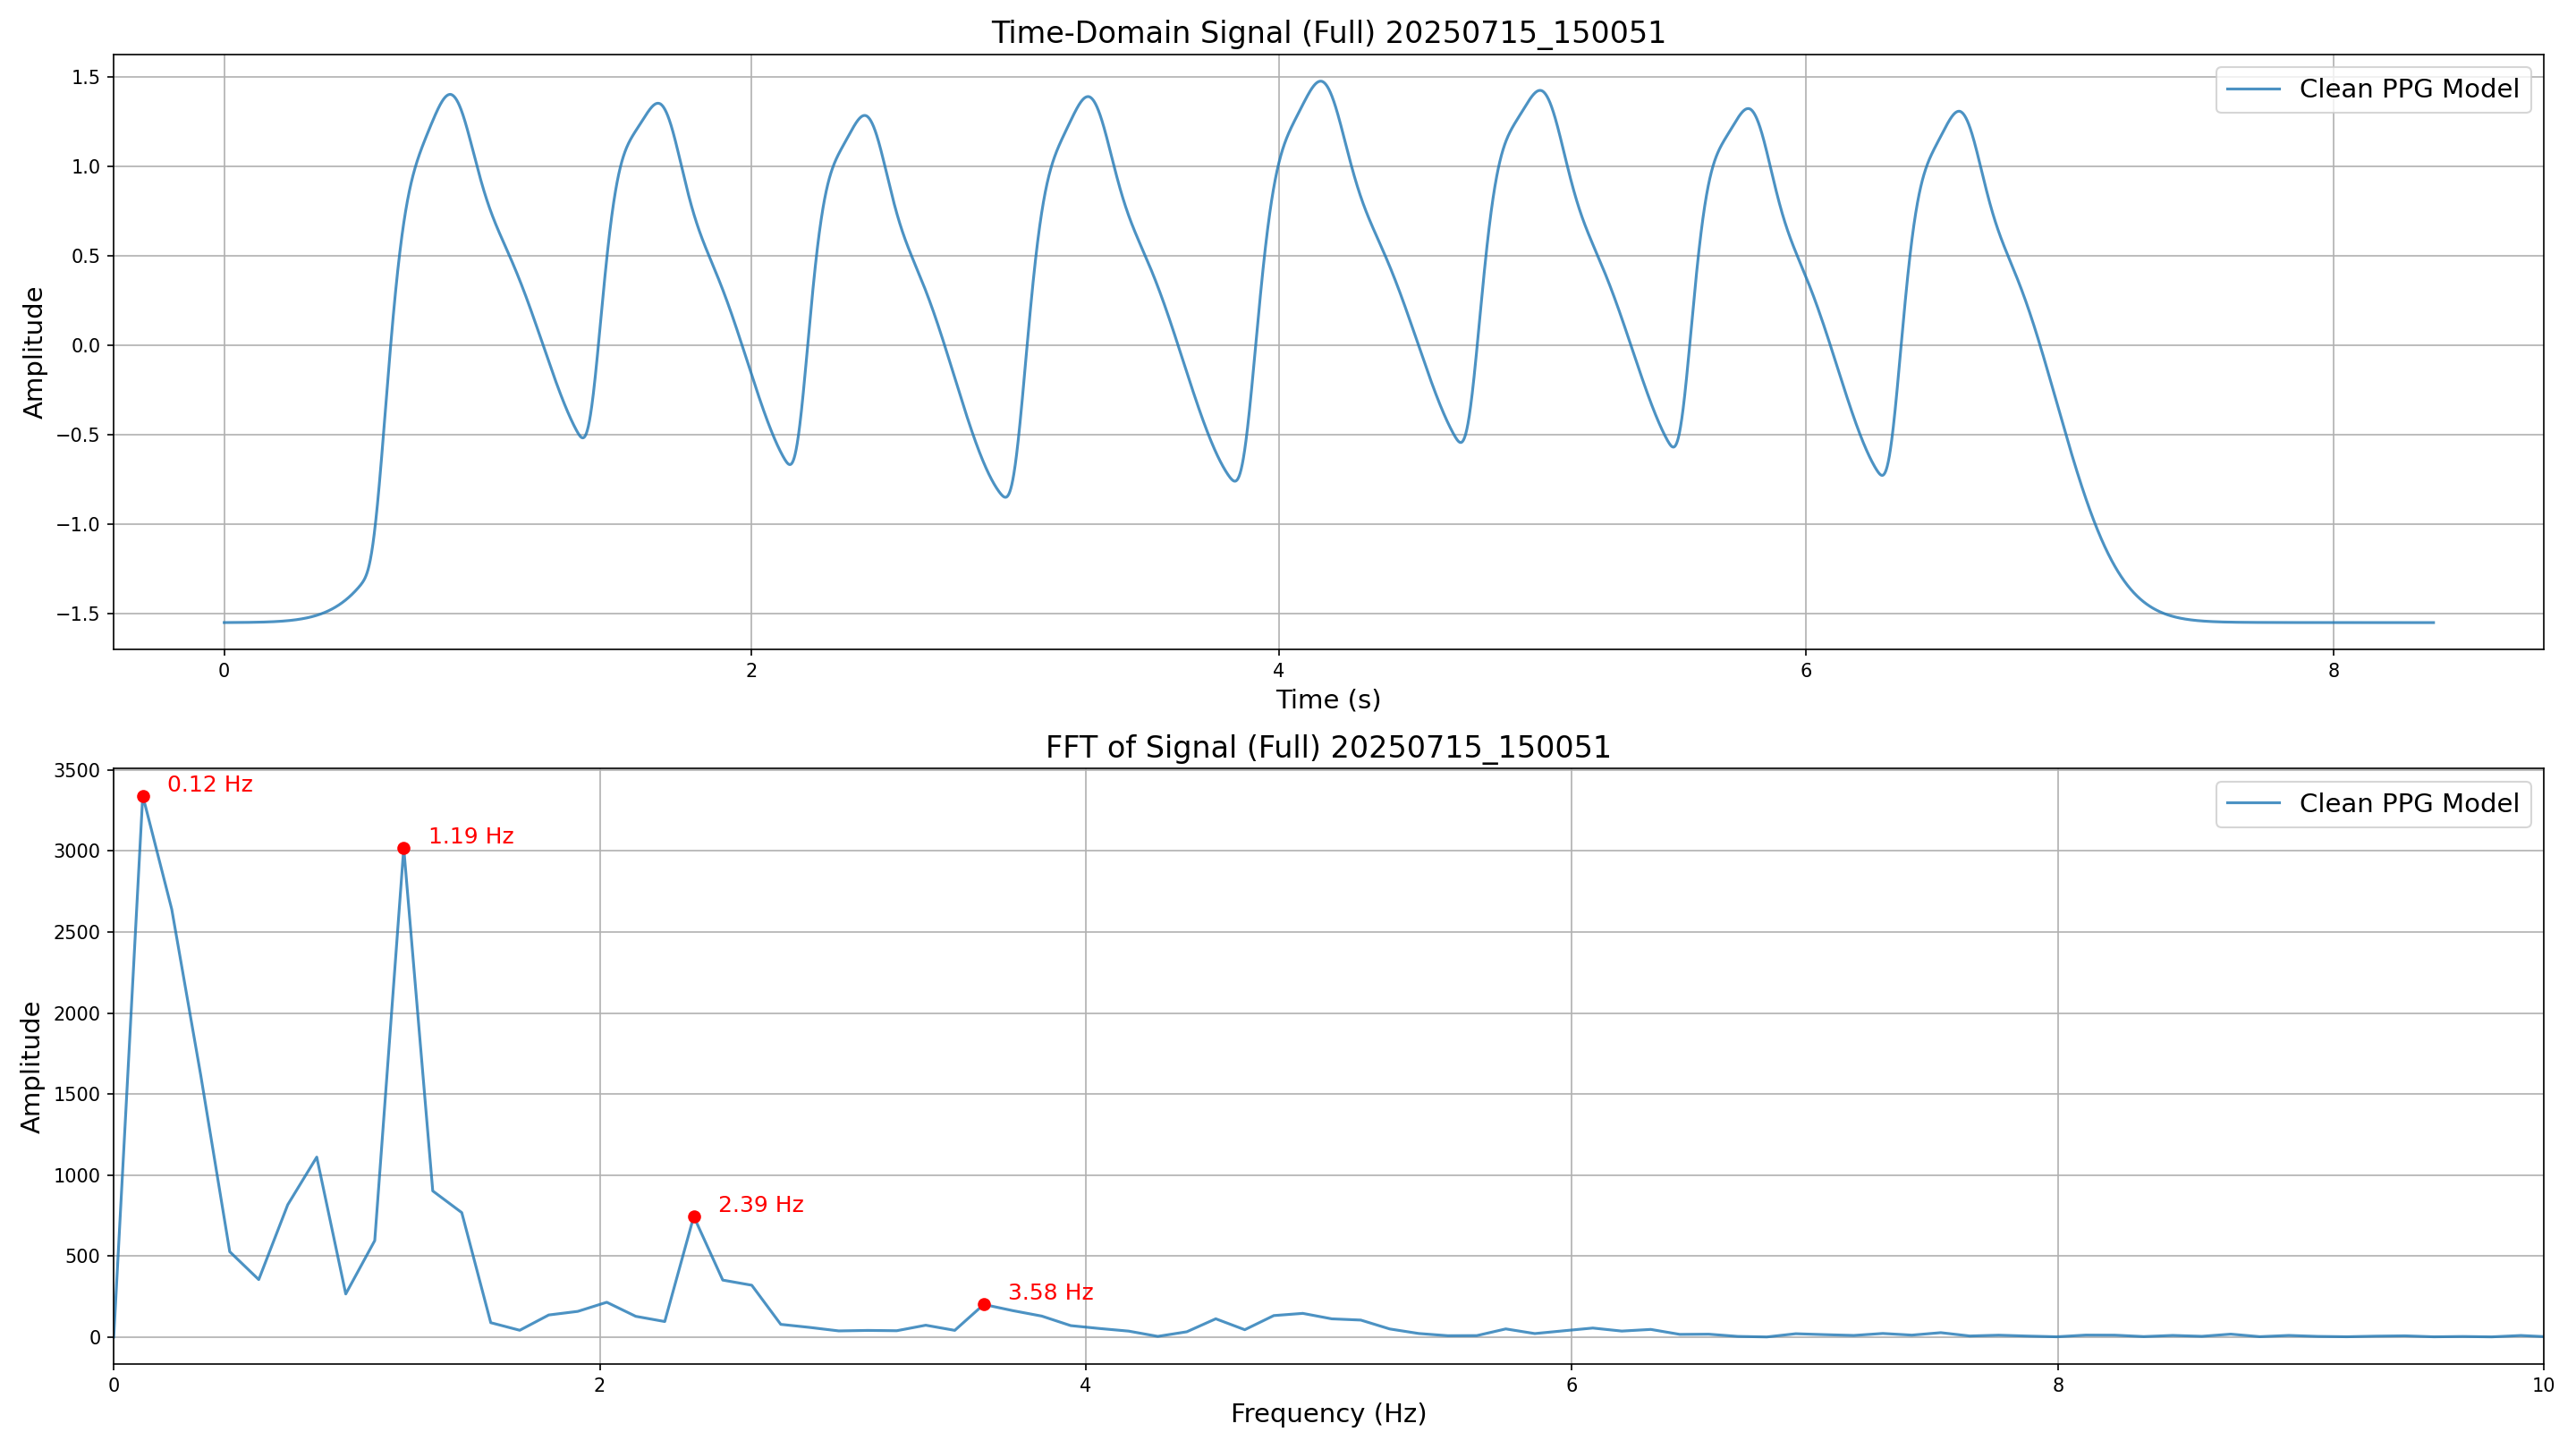 Time-Domain Signal (Full) 20250715_150051
Clean PPG Model
Amplitude
1.5
1.0
0.5
0.0
−0.5
−1.0
−1.5
0 2 4 6 8
Time (s)
FFT of Signal (Full) 20250715_150051
Clean PPG Model
Amplitude
3500
3000
2500
2000
1500
1000
500
0
0.12 Hz
1.19 Hz
2.39 Hz
3.58 Hz
0 2 4 6 8 10
Frequency (Hz)